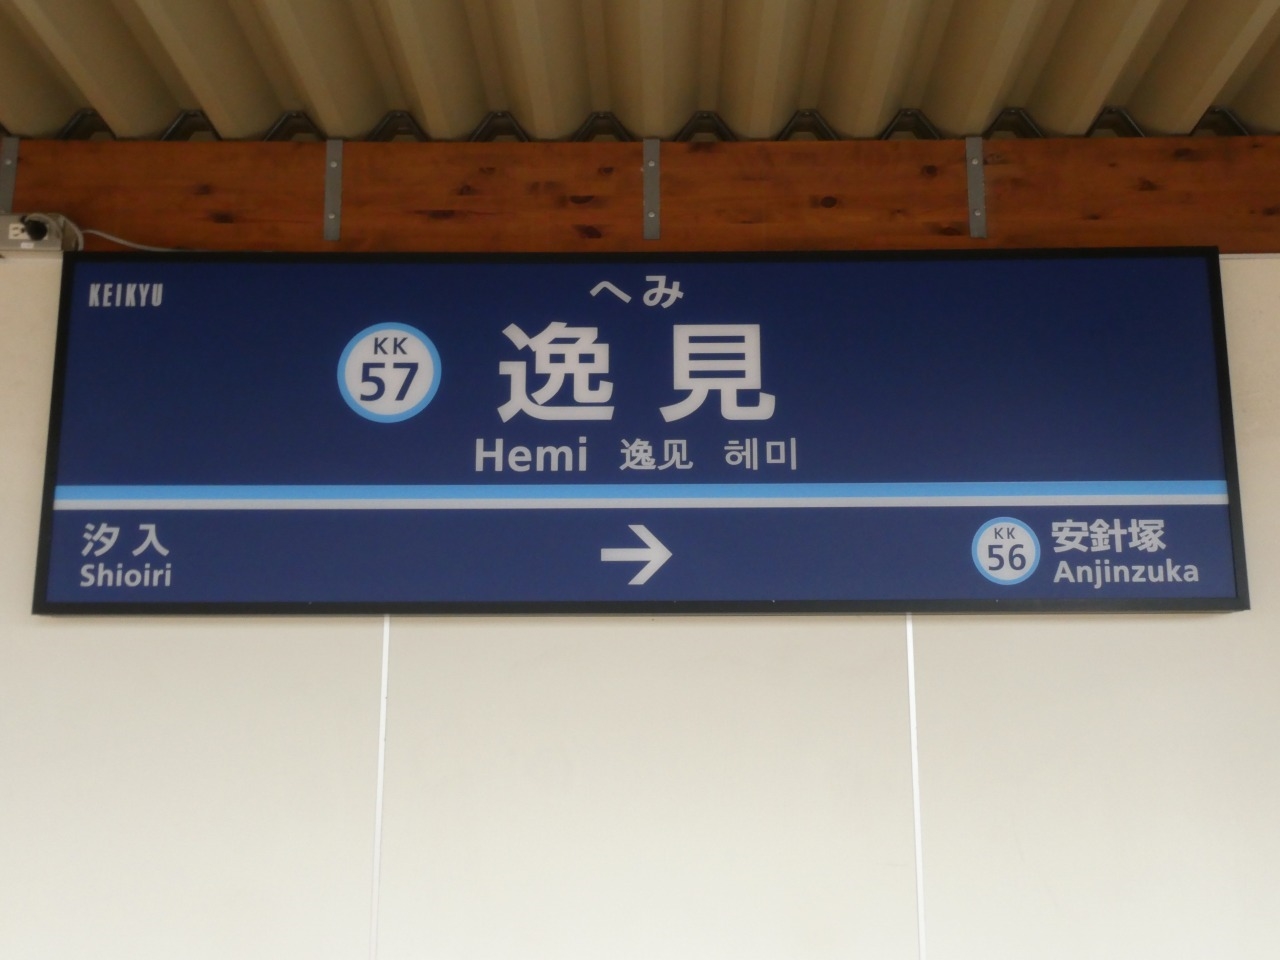 KEIKYU
へみ
KK
57
逸見
Hemi 逸见 헤미
汐入
Shioiri
→
KK
56
安針塚
Anjinzuka